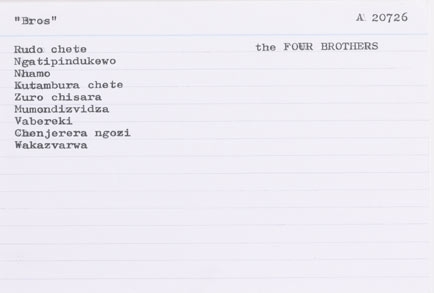 "Bros"
A 20726
Rudo chete
the FOUR BROTHERS
Ngatipindukewo
Nhamo
Kutambura chete
Zuro chisara
Mumondizvidza
Vabereki
Chenjerera ngozi
Wakazvarwa